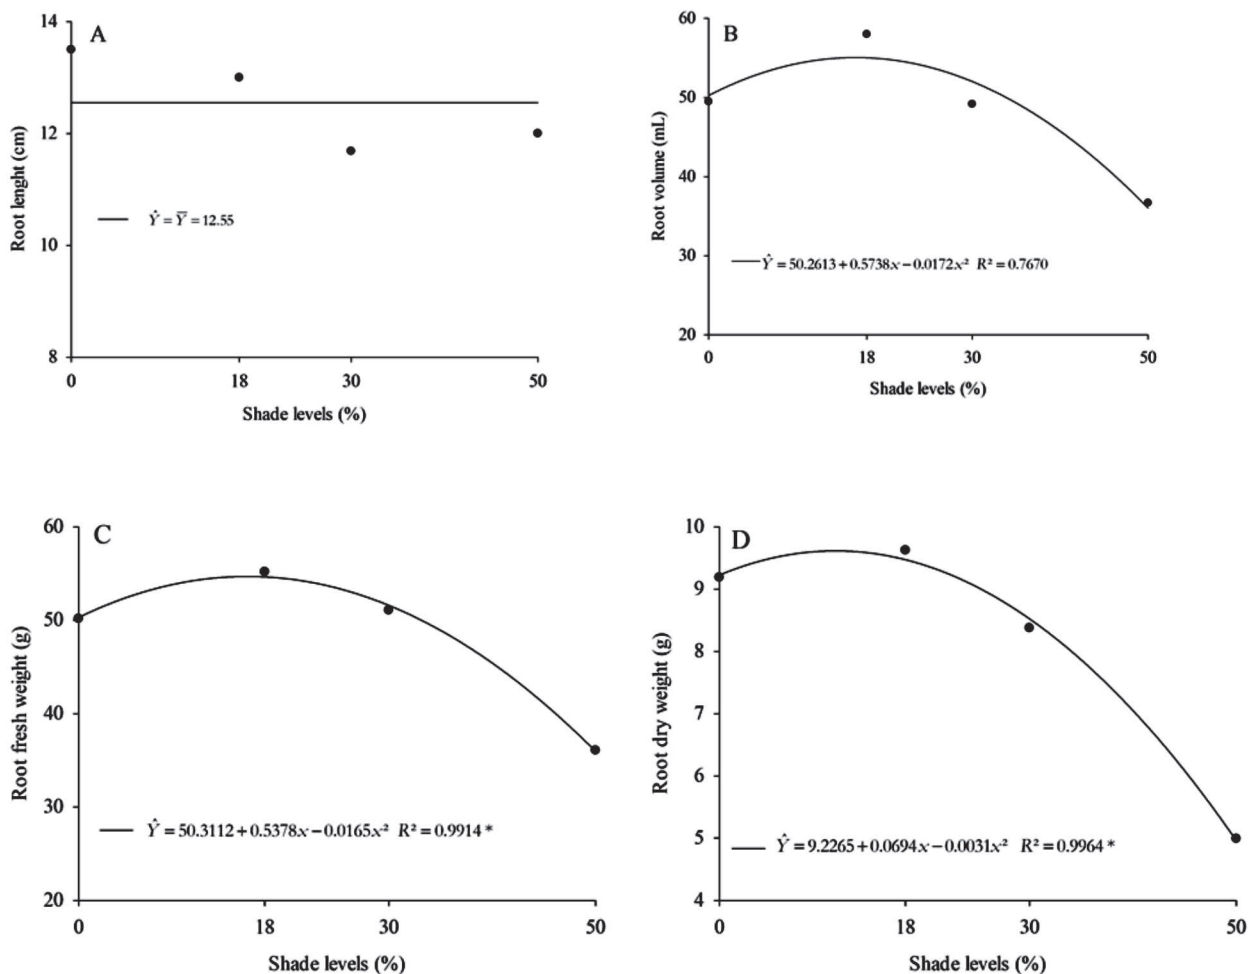 A
14
12
10
8
Root lenght (cm)
Ŷ = Y̅ = 12.55
0 18 30 50
Shade levels (%)
B
60
50
40
30
20
Root volume (mL)
Ŷ = 50.2613 + 0.5738x − 0.0172x² R² = 0.7670
0 18 30 50
Shade levels (%)
C
60
50
40
30
20
Root fresh weight (g)
Ŷ = 50.3112 + 0.5378x − 0.0165x² R² = 0.9914 *
0 18 30 50
Shade levels (%)
D
10
9
8
7
6
5
4
Root dry weight (g)
Ŷ = 9.2265 + 0.0694x − 0.0031x² R² = 0.9964 *
0 18 30 50
Shade levels (%)